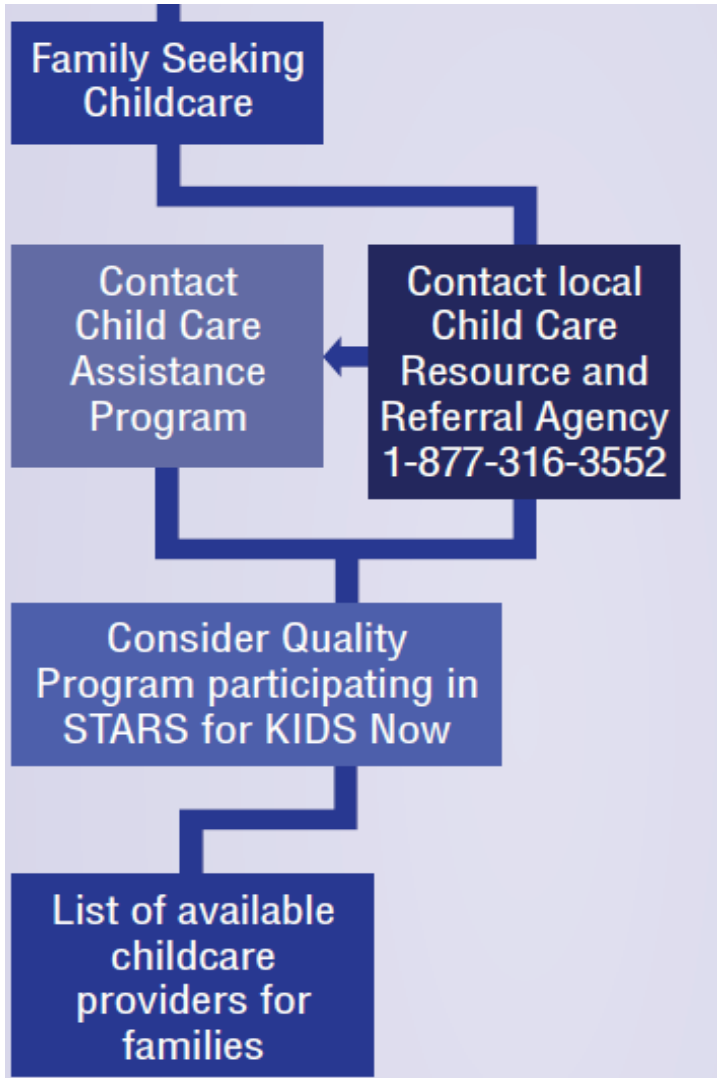 Family Seeking
Childcare
Contact
Child Care
Assistance
Program
Contact local
Child Care
Resource and
Referral Agency
1-877-316-3552
Consider Quality
Program participating in
STARS for KIDS Now
List of available
childcare
providers for
families